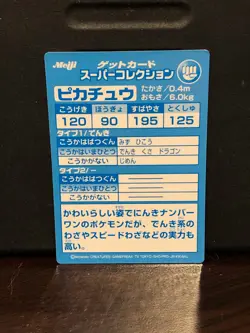 Meiji
ゲットカード
スーパーコレクション
ピカチュウ
たかさ/0.4m
おもさ/6.0kg
こうげき ぼうぎょ すばやさ とくしゅ
120 90 195 125
タイプ1/でんき
こうかはばつぐん みず ひこう
こうかはいまひとつ でんき くさ ドラゴン
こうかがない じめん
タイプ2/ー
こうかはばつぐん
こうかはいまひとつ
こうかがない
かわいらしい姿でにんきナンバー
ワンのポケモンだが、でんき系の
わざやスピードわざなどの実力も
高い。